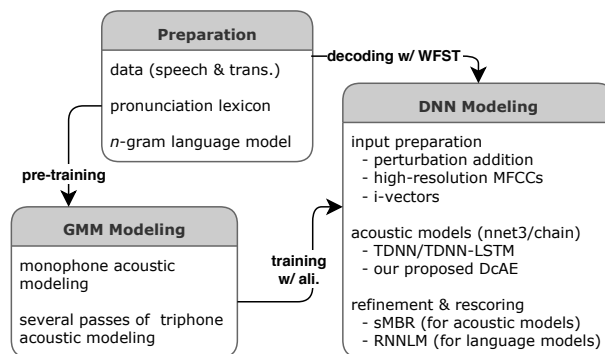 Preparation
data (speech & trans.)
pronunciation lexicon
n-gram language model
decoding w/ WFST
pre-training
GMM Modeling
monophone acoustic
modeling
several passes of triphone
acoustic modeling
training
w/ ali.
DNN Modeling
input preparation
- perturbation addition
- high-resolution MFCCs
- i-vectors
acoustic models (nnet3/chain)
- TDNN/TDNN-LSTM
- our proposed DcAE
refinement & rescoring
- sMBR (for acoustic models)
- RNNLM (for language models)